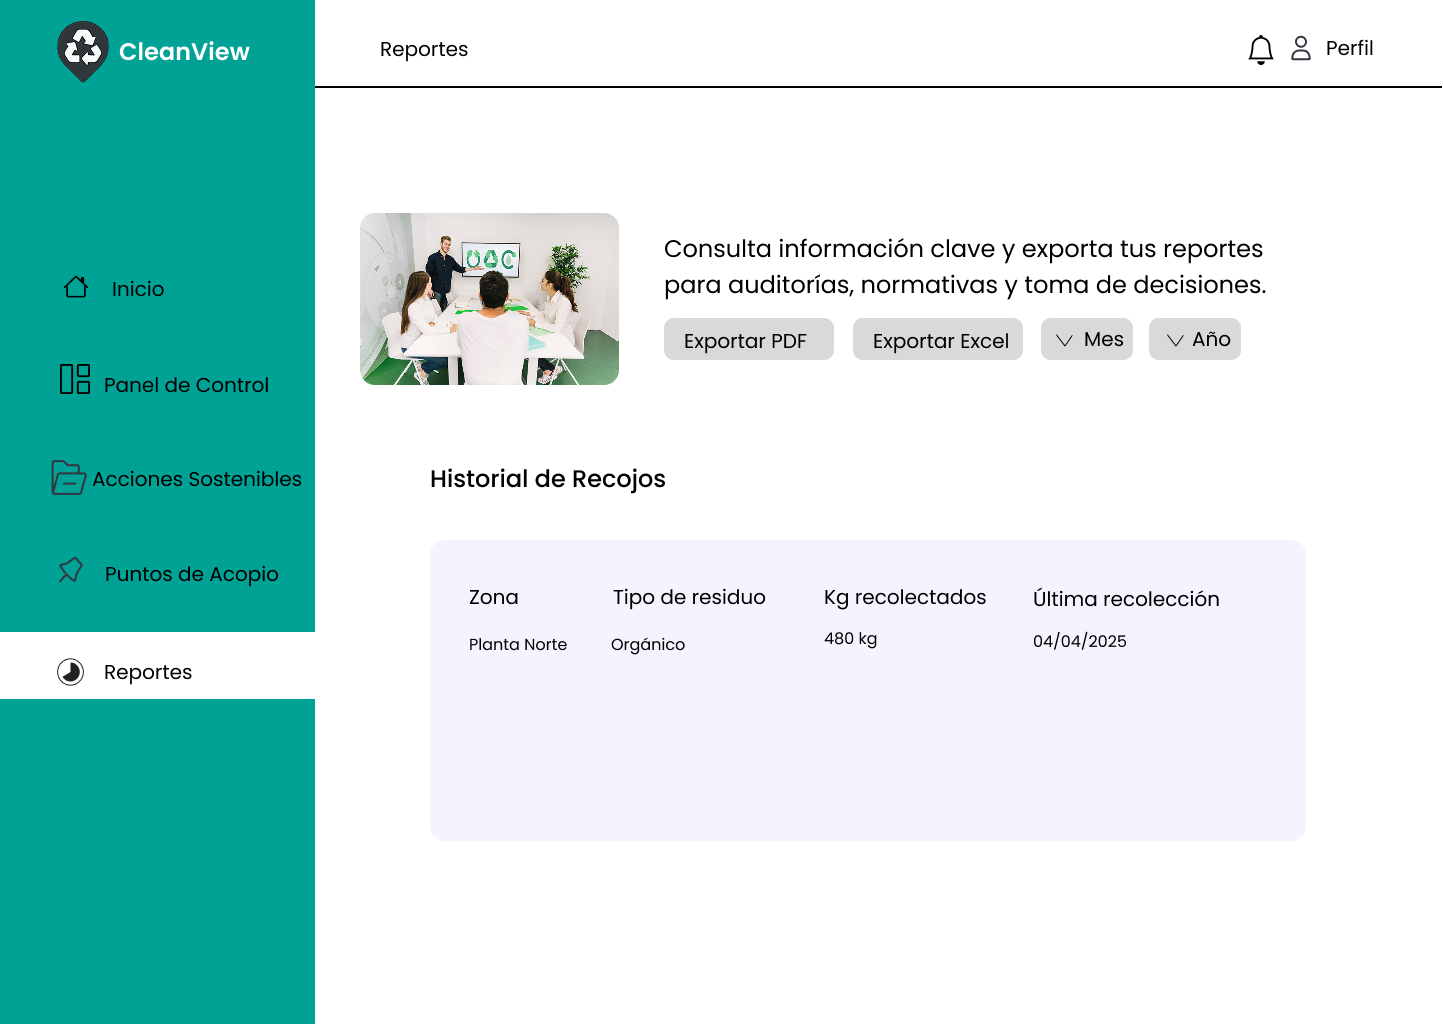 CleanView
Reportes
Perfil
Inicio
Panel de Control
Acciones Sostenibles
Puntos de Acopio
Reportes
Consulta información clave y exporta tus reportes
para auditorías, normativas y toma de decisiones.
Exportar PDF
Exportar Excel
Mes
Año
Historial de Recojos
Zona
Tipo de residuo
Kg recolectados
Última recolección
Planta Norte
Orgánico
480 kg
04/04/2025